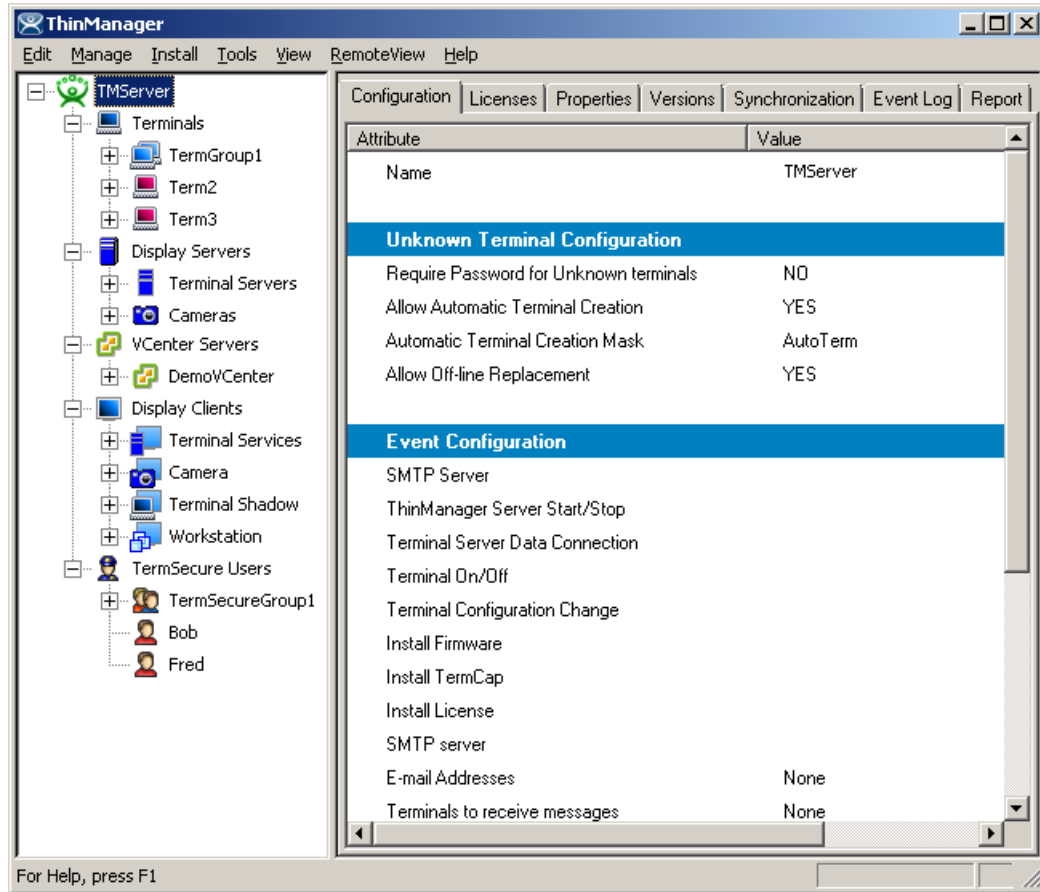 ThinManager
Edit Manage Install Tools View RemoteView Help
TMServer
Terminals
TermGroup1
Term2
Term3
Display Servers
Terminal Servers
Cameras
VCenter Servers
DemoVCenter
Display Clients
Terminal Services
Camera
Terminal Shadow
Workstation
TermSecure Users
TermSecureGroup1
Bob
Fred
Configuration Licenses Properties Versions Synchronization Event Log Report
Attribute Value
Name TMServer
Unknown Terminal Configuration
Require Password for Unknown terminals NO
Allow Automatic Terminal Creation YES
Automatic Terminal Creation Mask AutoTerm
Allow Off-line Replacement YES
Event Configuration
SMTP Server
ThinManager Server Start/Stop
Terminal Server Data Connection
Terminal On/Off
Terminal Configuration Change
Install Firmware
Install TermCap
Install License
SMTP server
E-mail Addresses None
Terminals to receive messages None
For Help, press F1